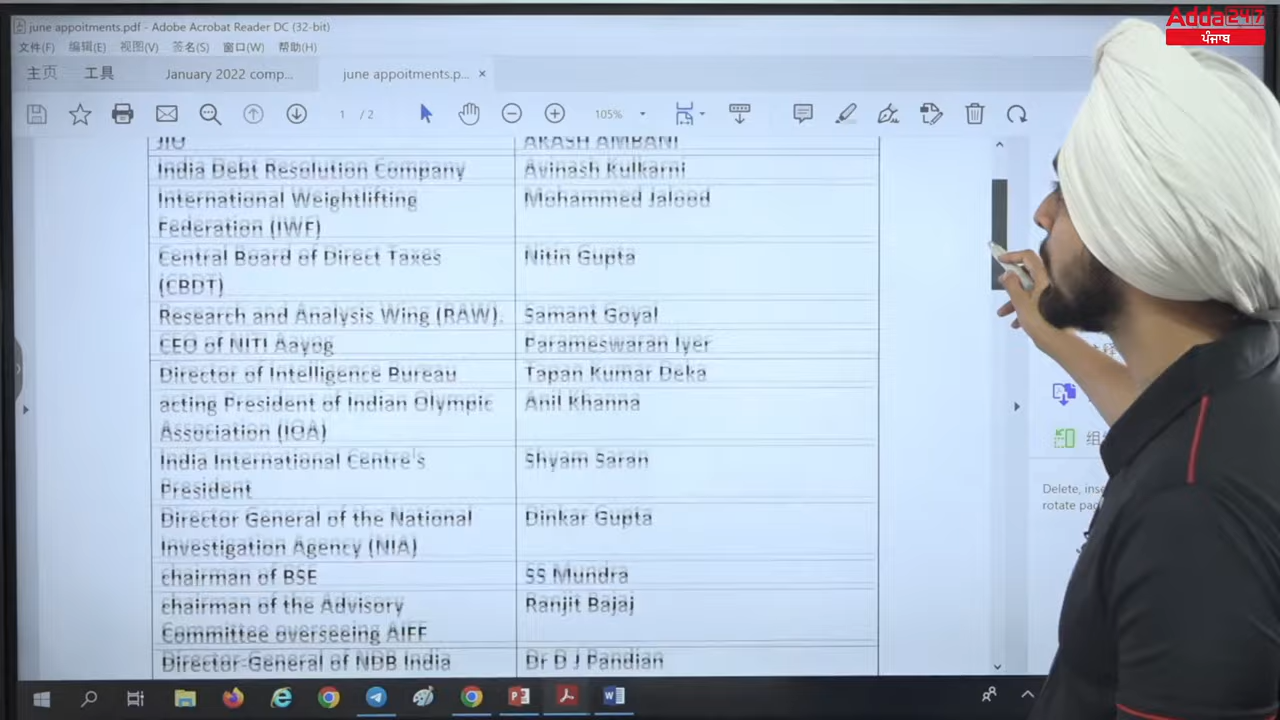 june appoitments.pdf - Adobe Acrobat Reader DC (32-bit)
Adda247
ਪੰਜਾਬ
文件(F) 编辑(E) 视图(V) 签名(S) 窗口(W) 帮助(H)
主页 工具 January 2022 comp... june appoitments.p... ×
1 / 2 105%
JIO AKASH AMBANI
India Debt Resolution Company Avinash Kulkarni
International Weightlifting Mohammed Jalood
Federation (IWF)
Central Board of Direct Taxes Nitin Gupta
(CBDT)
Research and Analysis Wing (RAW). Samant Goyal
CEO of NITI Aayog Parameswaran Iyer
Director of Intelligence Bureau Tapan Kumar Deka
acting President of Indian Olympic Anil Khanna
Association (IOA)
India International Centre's Shyam Saran
President
Director General of the National Dinkar Gupta
Investigation Agency (NIA)
chairman of BSE SS Mundra
chairman of the Advisory Ranjit Bajaj
Committee overseeing AIFF
Director-General of NDB India Dr D J Pandian
Delete, inse
rotate pag